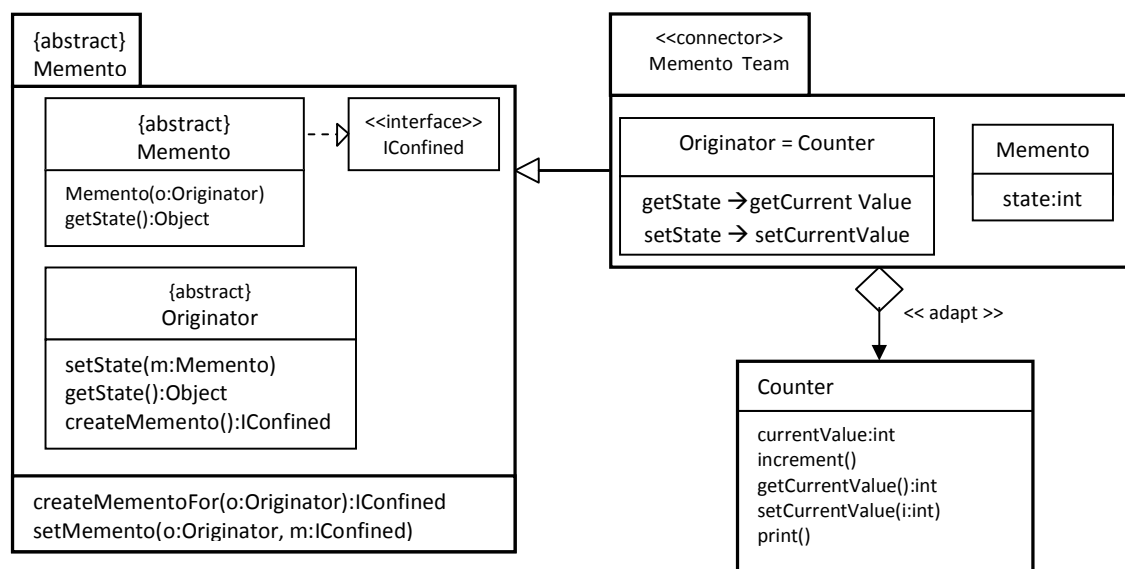 {abstract}
Memento
{abstract}
Memento
Memento(o:Originator)
getState():Object
<<interface>>
IConfined
{abstract}
Originator
setState(m:Memento)
getState():Object
createMemento():IConfined
createMementoFor(o:Originator):IConfined
setMemento(o:Originator, m:IConfined)
<<connector>>
Memento Team
Originator = Counter
getState → getCurrent Value
setState → setCurrentValue
Memento
state:int
<< adapt >>
Counter
currentValue:int
increment()
getCurrentValue():int
setCurrentValue(i:int)
print()